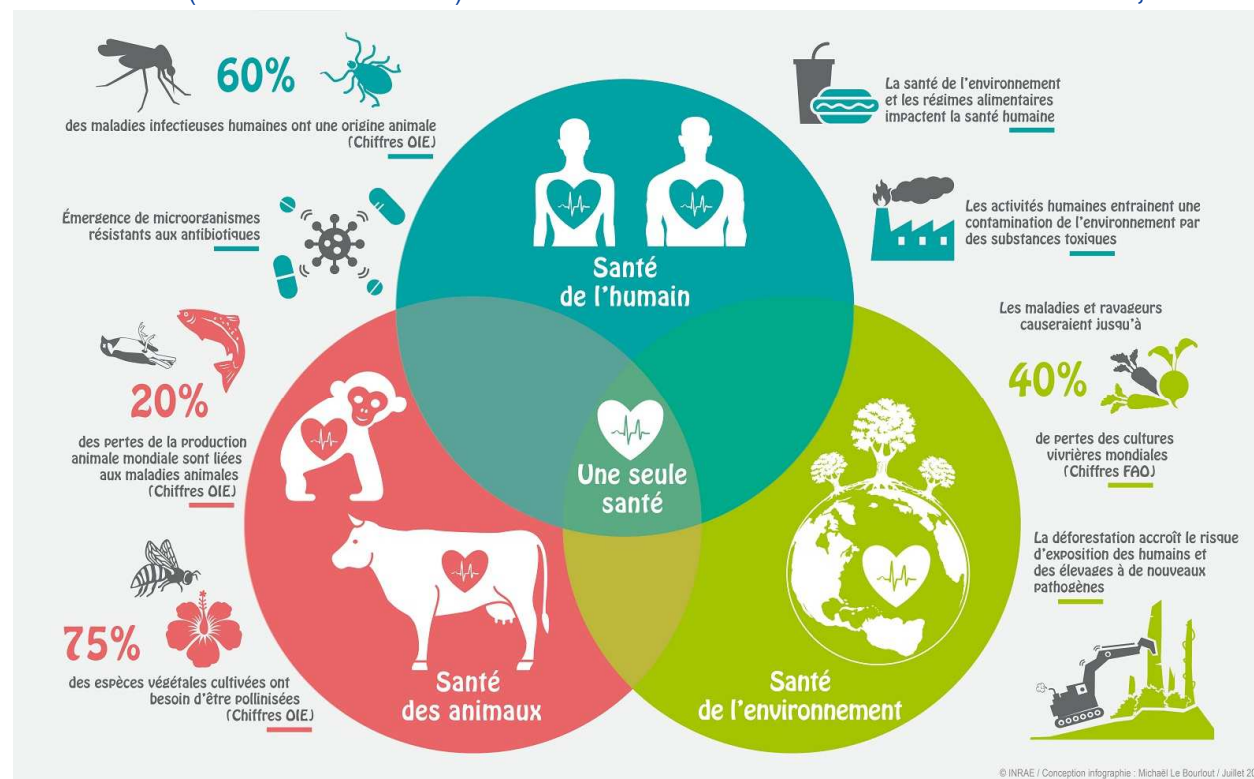 60%
des maladies infectieuses humaines ont une origine animale
(Chiffres OIE)
Émergence de microorganismes
résistants aux antibiotiques
20%
des pertes de la production
animale mondiale sont liées
aux maladies animales
(Chiffres OIE)
75%
des espèces végétales cultivées ont
besoin d'être pollinisées
(Chiffres OIE)
Santé
de l'humain
Une seule
santé
Santé
des animaux
Santé
de l'environnement
La santé de l'environnement
et les régimes alimentaires
impactent la santé humaine
Les activités humaines entrainent une
contamination de l'environnement par
des substances toxiques
Les maladies et ravageurs
causeraient jusqu'à
40%
de pertes des cultures
vivrières mondiales
(Chiffres FAO)
La déforestation accroît le risque
d'exposition des humains et
des élevages à de nouveaux
pathogènes
© INRAE / Conception infographie : Michaël Le Bourlout / Juillet